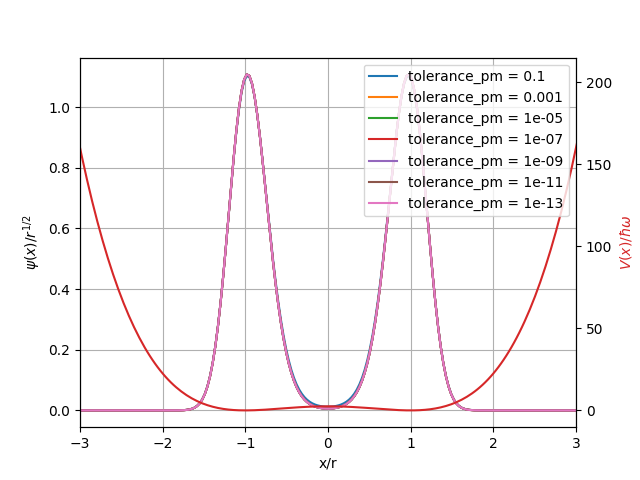 tolerance_pm = 0.1
tolerance_pm = 0.001
tolerance_pm = 1e-05
tolerance_pm = 1e-07
tolerance_pm = 1e-09
tolerance_pm = 1e-11
tolerance_pm = 1e-13
1.0
0.8
0.6
0.4
0.2
0.0
ψ(x)/r^{1/2}
200
150
100
50
0
V(x)/ℏω
−3
−2
−1
0
1
2
3
x/r